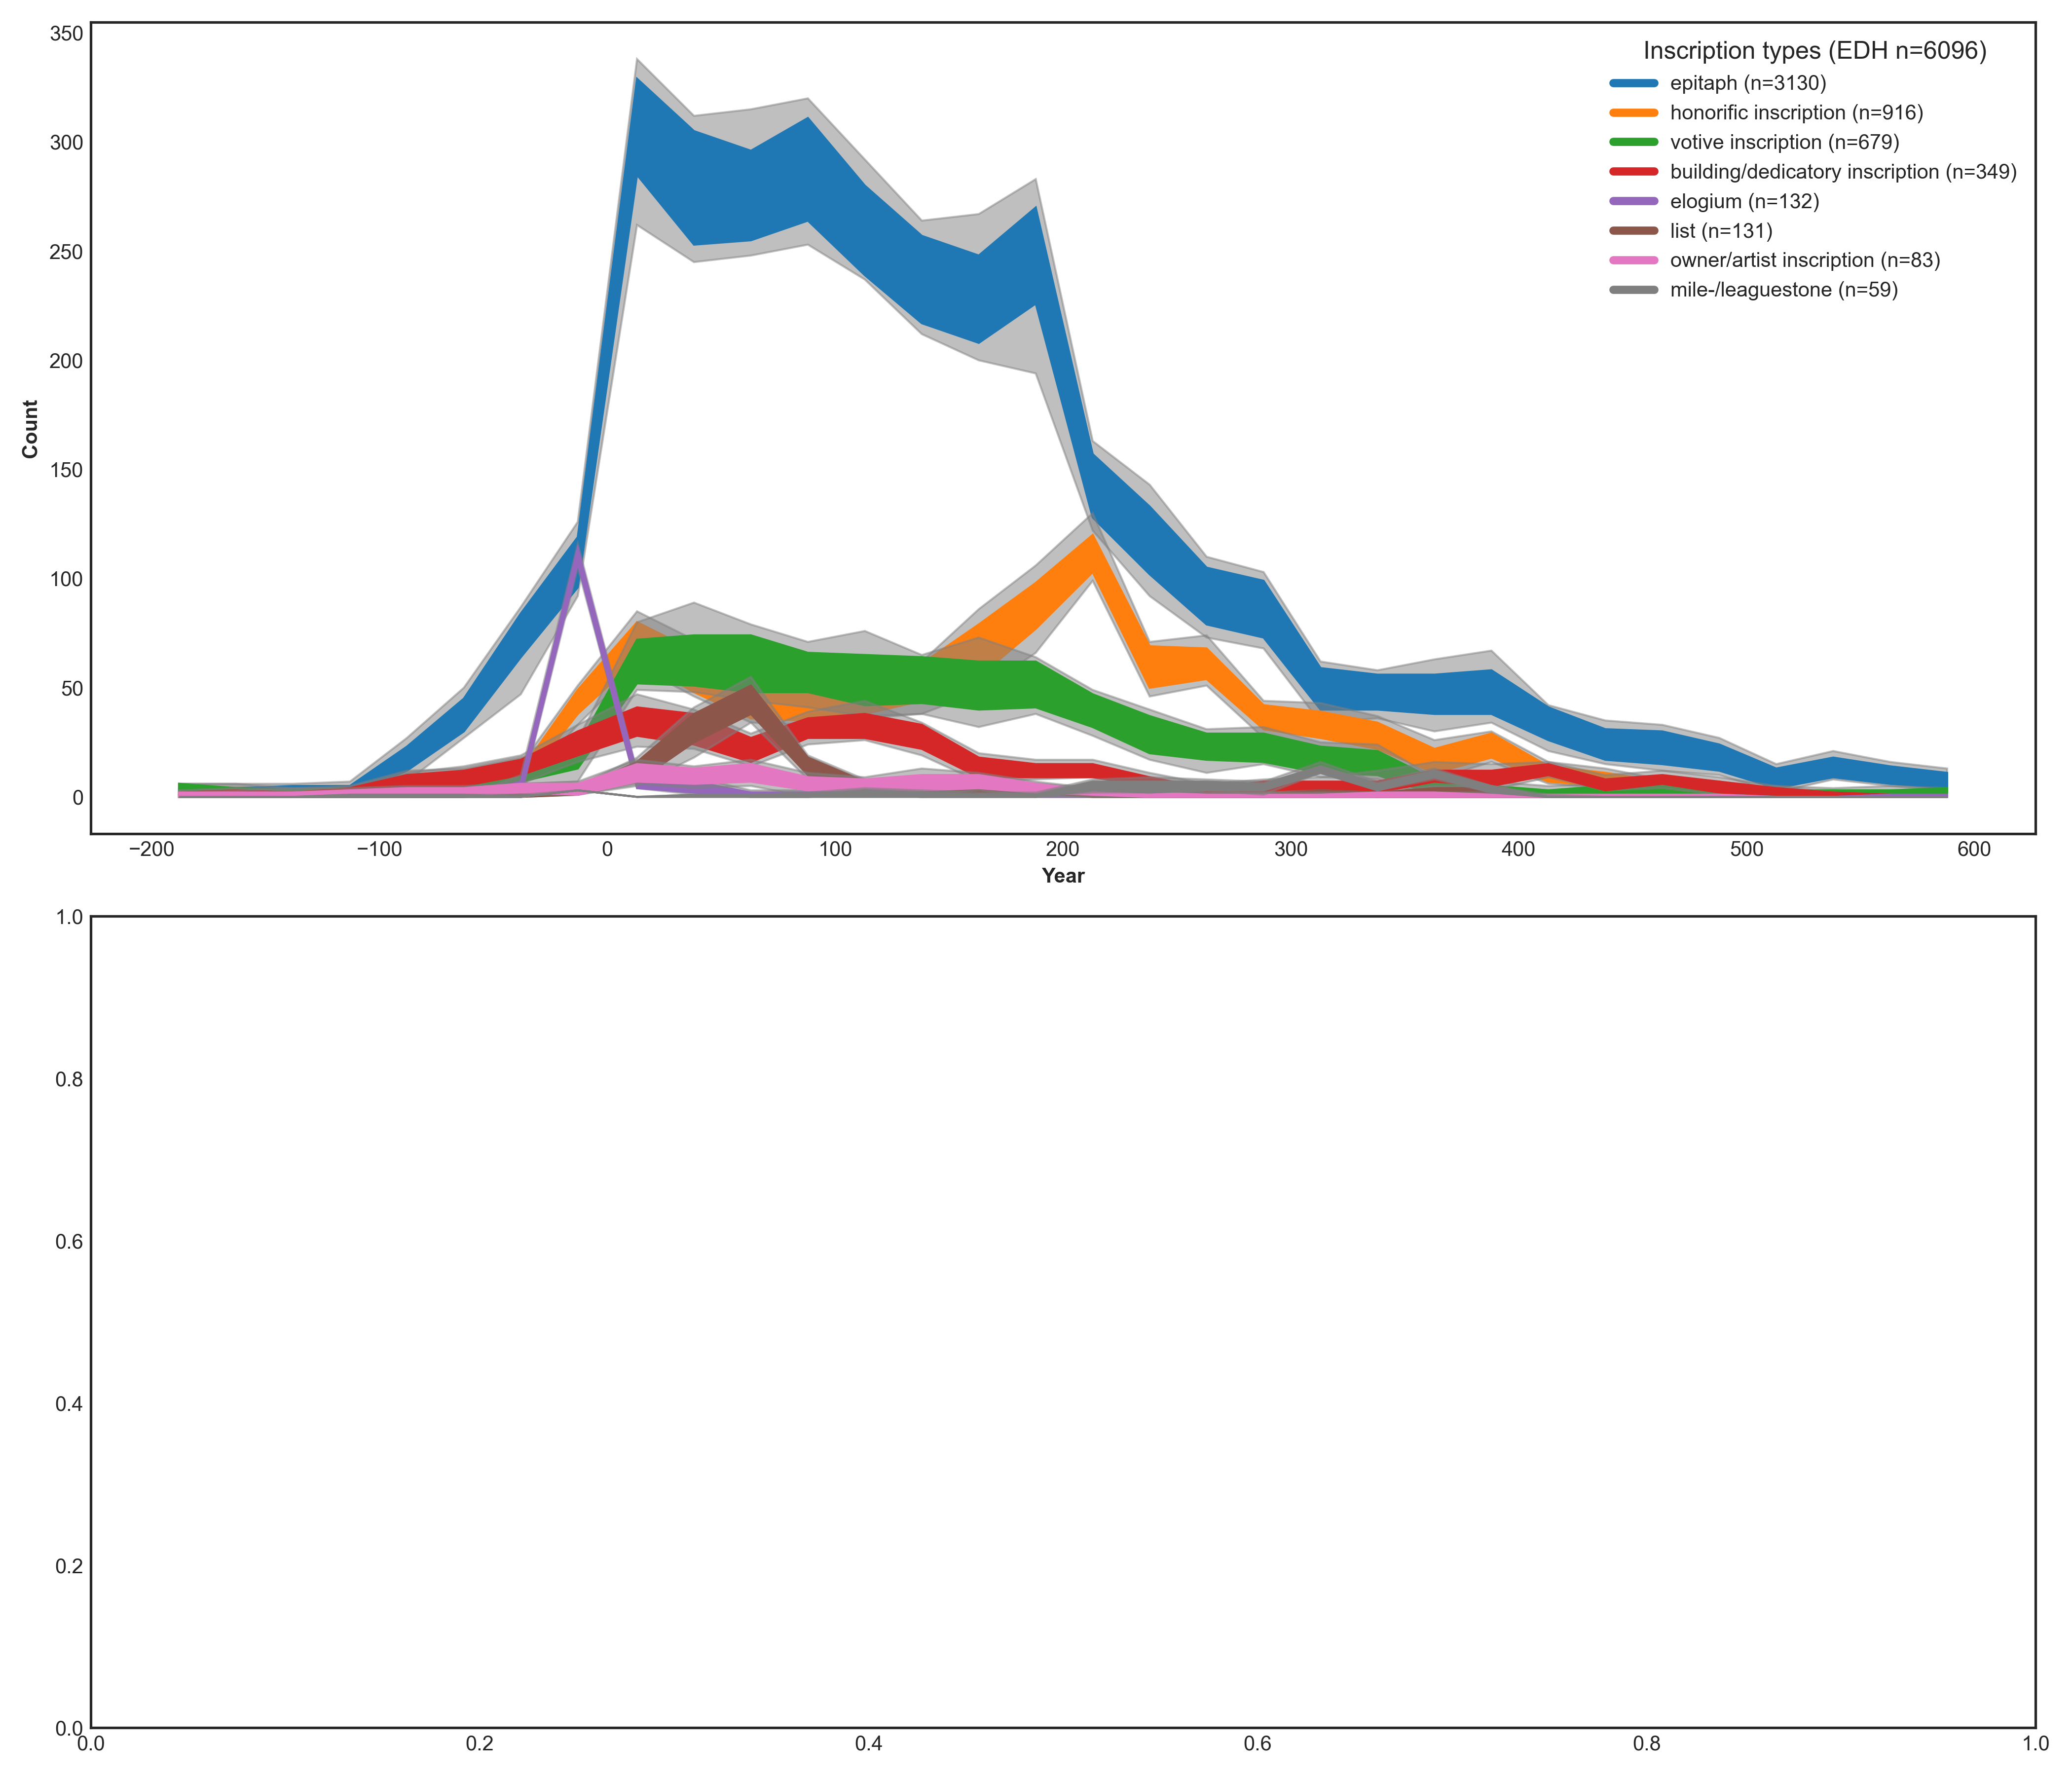 350
300
250
200
150
100
50
0
Count
Inscription types (EDH n=6096)
epitaph (n=3130)
honorific inscription (n=916)
votive inscription (n=679)
building/dedicatory inscription (n=349)
elogium (n=132)
list (n=131)
owner/artist inscription (n=83)
mile-/leaguestone (n=59)
−200 −100 0 100 200 300 400 500 600
Year
1.0
0.8
0.6
0.4
0.2
0.0
0.0 0.2 0.4 0.6 0.8 1.0